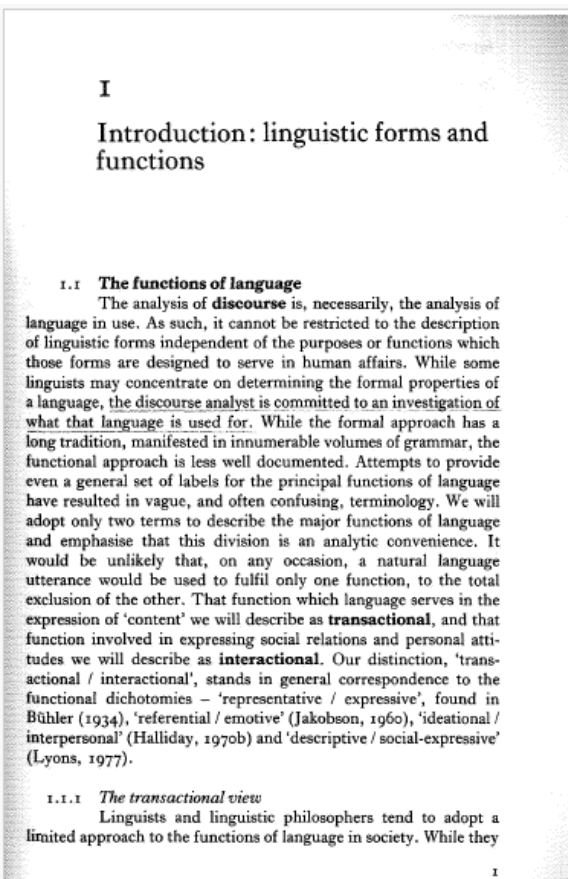 I
Introduction: linguistic forms and
functions
1.1 The functions of language
The analysis of discourse is, necessarily, the analysis of
language in use. As such, it cannot be restricted to the description
of linguistic forms independent of the purposes or functions which
those forms are designed to serve in human affairs. While some
linguists may concentrate on determining the formal properties of
a language, the discourse analyst is committed to an investigation of
what that language is used for. While the formal approach has a
long tradition, manifested in innumerable volumes of grammar, the
functional approach is less well documented. Attempts to provide
even a general set of labels for the principal functions of language
have resulted in vague, and often confusing, terminology. We will
adopt only two terms to describe the major functions of language
and emphasise that this division is an analytic convenience. It
would be unlikely that, on any occasion, a natural language
utterance would be used to fulfil only one function, to the total
exclusion of the other. That function which language serves in the
expression of ‘content’ we will describe as transactional, and that
function involved in expressing social relations and personal atti-
tudes we will describe as interactional. Our distinction, ‘trans-
actional / interactional’, stands in general correspondence to the
functional dichotomies – ‘representative / expressive’, found in
Bühler (1934), ‘referential / emotive’ (Jakobson, 1960), ‘ideational /
interpersonal’ (Halliday, 1970b) and ‘descriptive / social-expressive’
(Lyons, 1977).
1.1.1 The transactional view
Linguists and linguistic philosophers tend to adopt a
limited approach to the functions of language in society. While they
1